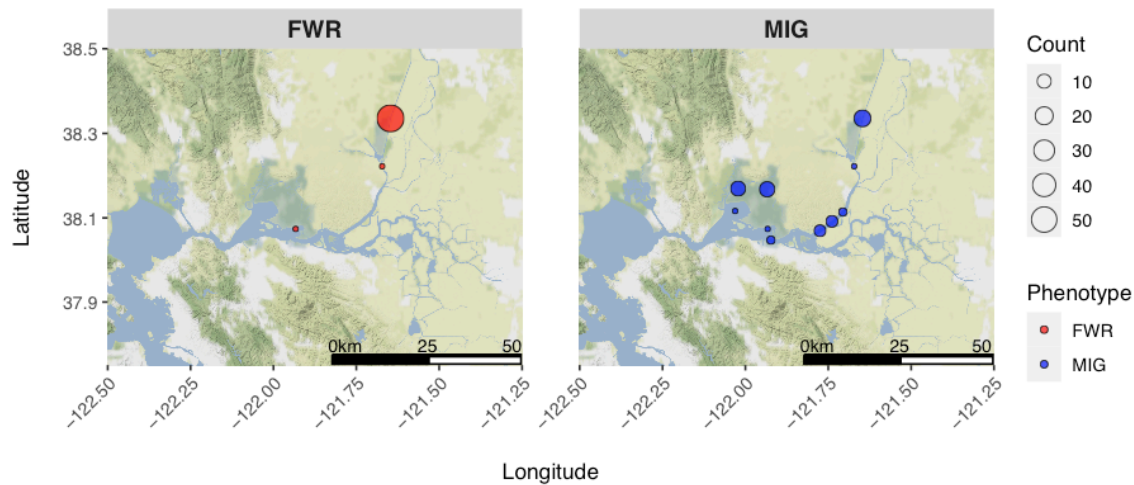 FWR
MIG
38.5
38.3
38.1
37.9
Latitude
0km 25 50
0km 25 50
−122.50
−122.25
−122.00
−121.75
−121.50
−121.25
−122.50
−122.25
−122.00
−121.75
−121.50
−121.25
Longitude
Count
10
20
30
40
50
Phenotype
FWR
MIG